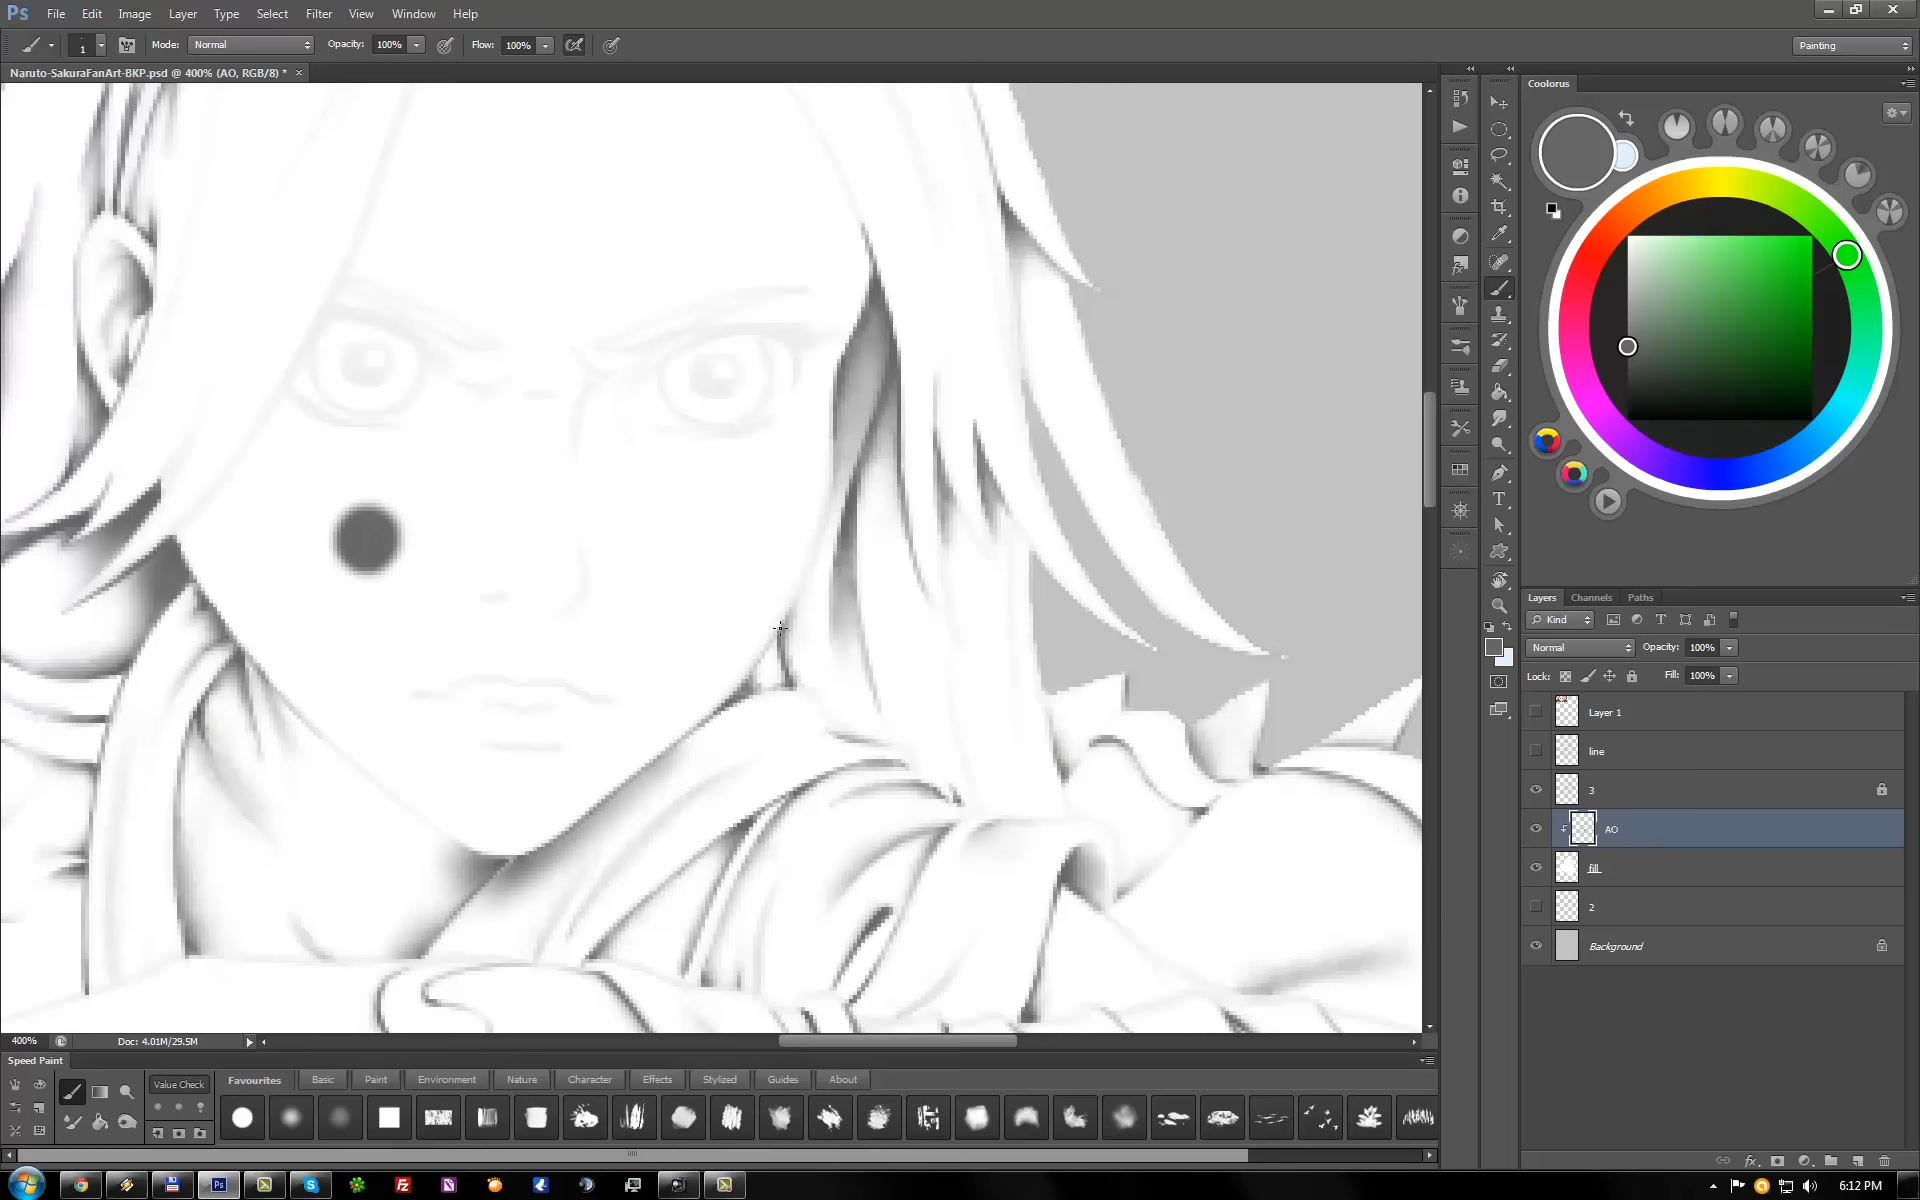 Ps File Edit Image Layer Type Select Filter View Window Help
1 Mode: Normal Opacity: 100% Flow: 100% Painting
Naruto-SakuraFanArt-BKP.psd @ 400% (AO, RGB/8) * ×
Coolorus
Layers Channels Paths
Kind
Normal Opacity: 100%
Lock: Fill: 100%
Layer 1
line
3
AO
fill
2
Background
400% Doc: 4.01M/29.5M
Speed Paint
Value Check Favourites Basic Paint Environment Nature Character Effects Stylized Guides About
6:12 PM